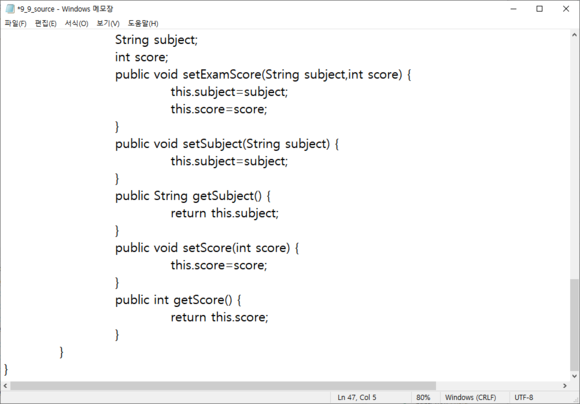 *9_9_source - Windows 메모장
파일(F) 편집(E) 서식(O) 보기(V) 도움말(H)
String subject;
int score;
public void setExamScore(String subject,int score) {
this.subject=subject;
this.score=score;
}
public void setSubject(String subject) {
this.subject=subject;
}
public String getSubject() {
return this.subject;
}
public void setScore(int score) {
this.score=score;
}
public int getScore() {
return this.score;
}
}
}
Ln 47, Col 5 80% Windows (CRLF) UTF-8